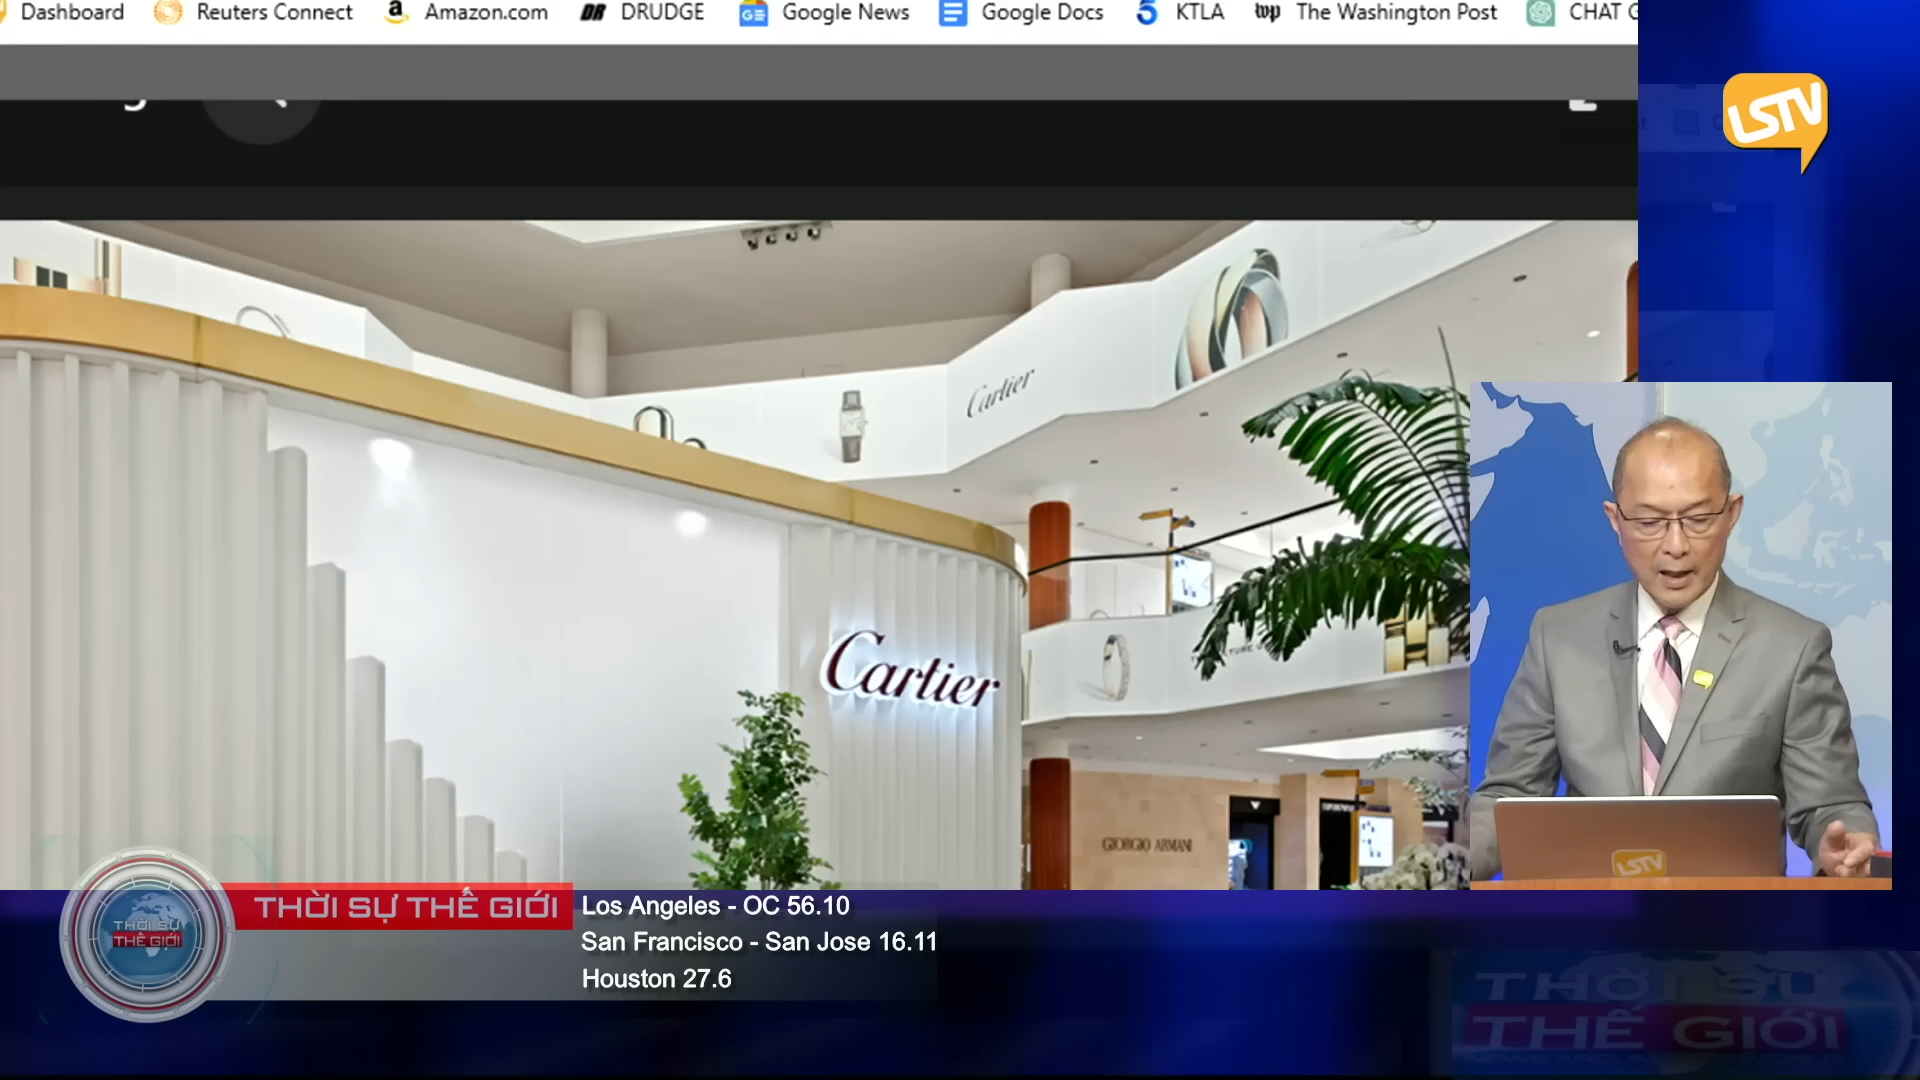 Dashboard Reuters Connect Amazon.com DRUDGE Google News Google Docs KTLA The Washington Post CHAT G
LSTV
Cartier
Cartier
GIORGIO ARMANI
LSTV
THỜI SỰ THẾ GIỚI
THỜI SỰ
THẾ GIỚI
Los Angeles - OC 56.10
San Francisco - San Jose 16.11
Houston 27.6
THỜI SỰ
THẾ GIỚI